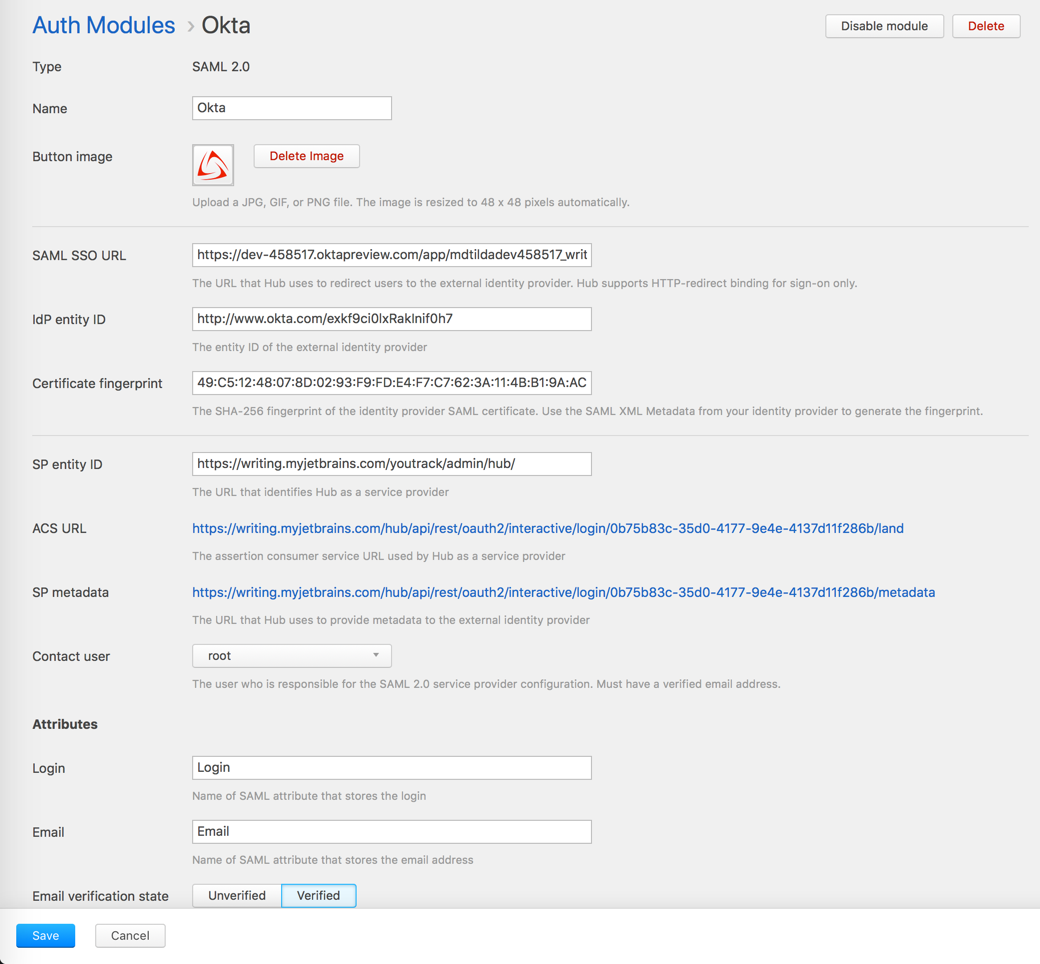 Auth Modules › Okta
Disable module
Delete
Type
SAML 2.0
Name
Okta
Button image
Delete Image
Upload a JPG, GIF, or PNG file. The image is resized to 48 x 48 pixels automatically.
SAML SSO URL
https://dev-458517.oktapreview.com/app/mdtildadev458517_writ
The URL that Hub uses to redirect users to the external identity provider. Hub supports HTTP-redirect binding for sign-on only.
IdP entity ID
http://www.okta.com/exkf9ci0lxRaklnif0h7
The entity ID of the external identity provider
Certificate fingerprint
49:C5:12:48:07:8D:02:93:F9:FD:E4:F7:C7:62:3A:11:4B:B1:9A:AC
The SHA-256 fingerprint of the identity provider SAML certificate. Use the SAML XML Metadata from your identity provider to generate the fingerprint.
SP entity ID
https://writing.myjetbrains.com/youtrack/admin/hub/
The URL that identifies Hub as a service provider
ACS URL
https://writing.myjetbrains.com/hub/api/rest/oauth2/interactive/login/0b75b83c-35d0-4177-9e4e-4137d11f286b/land
The assertion consumer service URL used by Hub as a service provider
SP metadata
https://writing.myjetbrains.com/hub/api/rest/oauth2/interactive/login/0b75b83c-35d0-4177-9e4e-4137d11f286b/metadata
The URL that Hub uses to provide metadata to the external identity provider
Contact user
root
The user who is responsible for the SAML 2.0 service provider configuration. Must have a verified email address.
Attributes
Login
Login
Name of SAML attribute that stores the login
Email
Email
Name of SAML attribute that stores the email address
Email verification state
Unverified
Verified
Save
Cancel